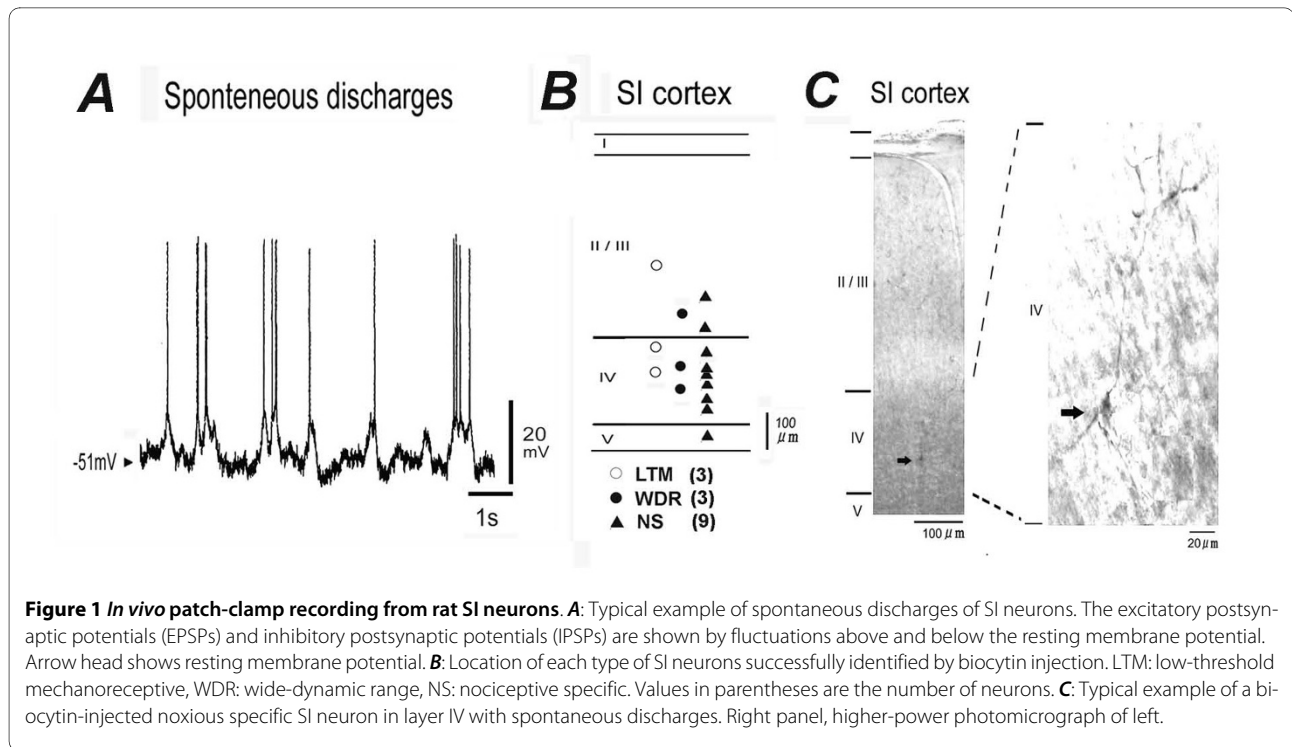 A Sponteneous discharges
-51mV
20
mV
1s
B SI cortex
I
II / III
IV
V
100
μm
LTM (3)
WDR (3)
NS (9)
C SI cortex
II / III
IV
V
100 μm
IV
20 μm
Figure 1 In vivo patch-clamp recording from rat SI neurons. A: Typical example of spontaneous discharges of SI neurons. The excitatory postsyn-
aptic potentials (EPSPs) and inhibitory postsynaptic potentials (IPSPs) are shown by fluctuations above and below the resting membrane potential.
Arrow head shows resting membrane potential. B: Location of each type of SI neurons successfully identified by biocytin injection. LTM: low-threshold
mechanoreceptive, WDR: wide-dynamic range, NS: nociceptive specific. Values in parentheses are the number of neurons. C: Typical example of a bi-
ocytin-injected noxious specific SI neuron in layer IV with spontaneous discharges. Right panel, higher-power photomicrograph of left.